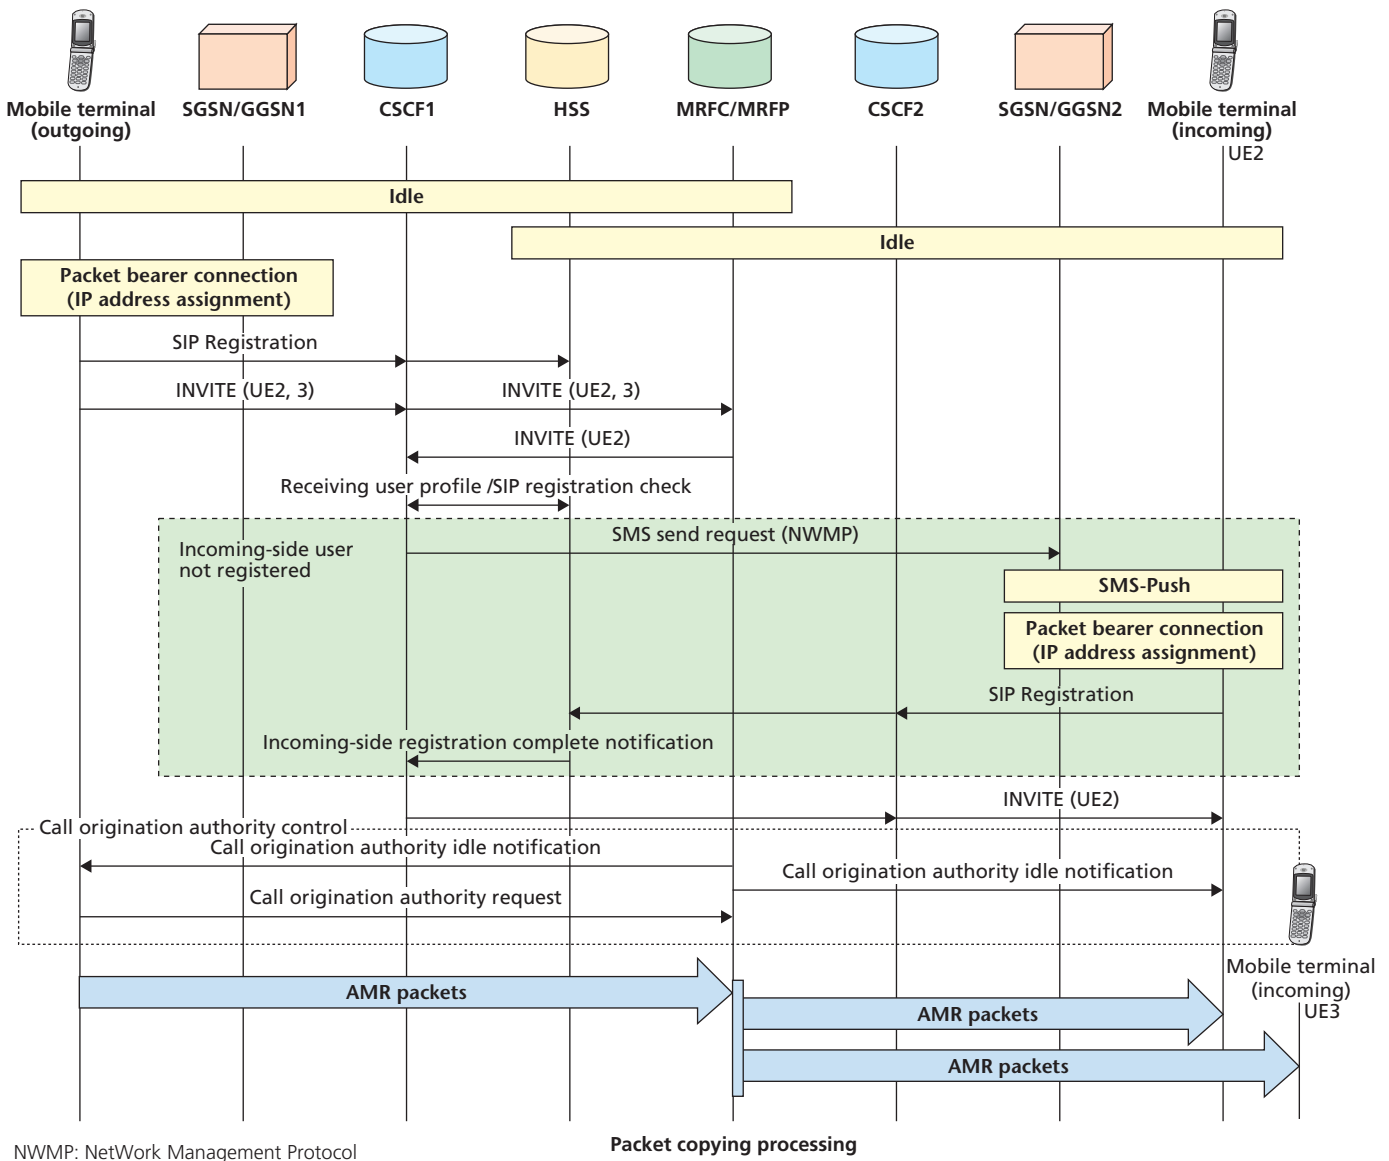 Mobile terminal
(outgoing)
SGSN/GGSN1
CSCF1
HSS
MRFC/MRFP
CSCF2
SGSN/GGSN2
Mobile terminal
(incoming)
UE2
Idle
Idle
Packet bearer connection
(IP address assignment)
SIP Registration
INVITE (UE2, 3)
INVITE (UE2, 3)
INVITE (UE2)
Receiving user profile /SIP registration check
Incoming-side user
not registered
SMS send request (NWMP)
SMS-Push
Packet bearer connection
(IP address assignment)
SIP Registration
Incoming-side registration complete notification
INVITE (UE2)
Call origination authority control
Call origination authority idle notification
Call origination authority idle notification
Call origination authority request
Mobile terminal
(incoming)
UE3
AMR packets
AMR packets
AMR packets
Packet copying processing
NWMP: NetWork Management Protocol